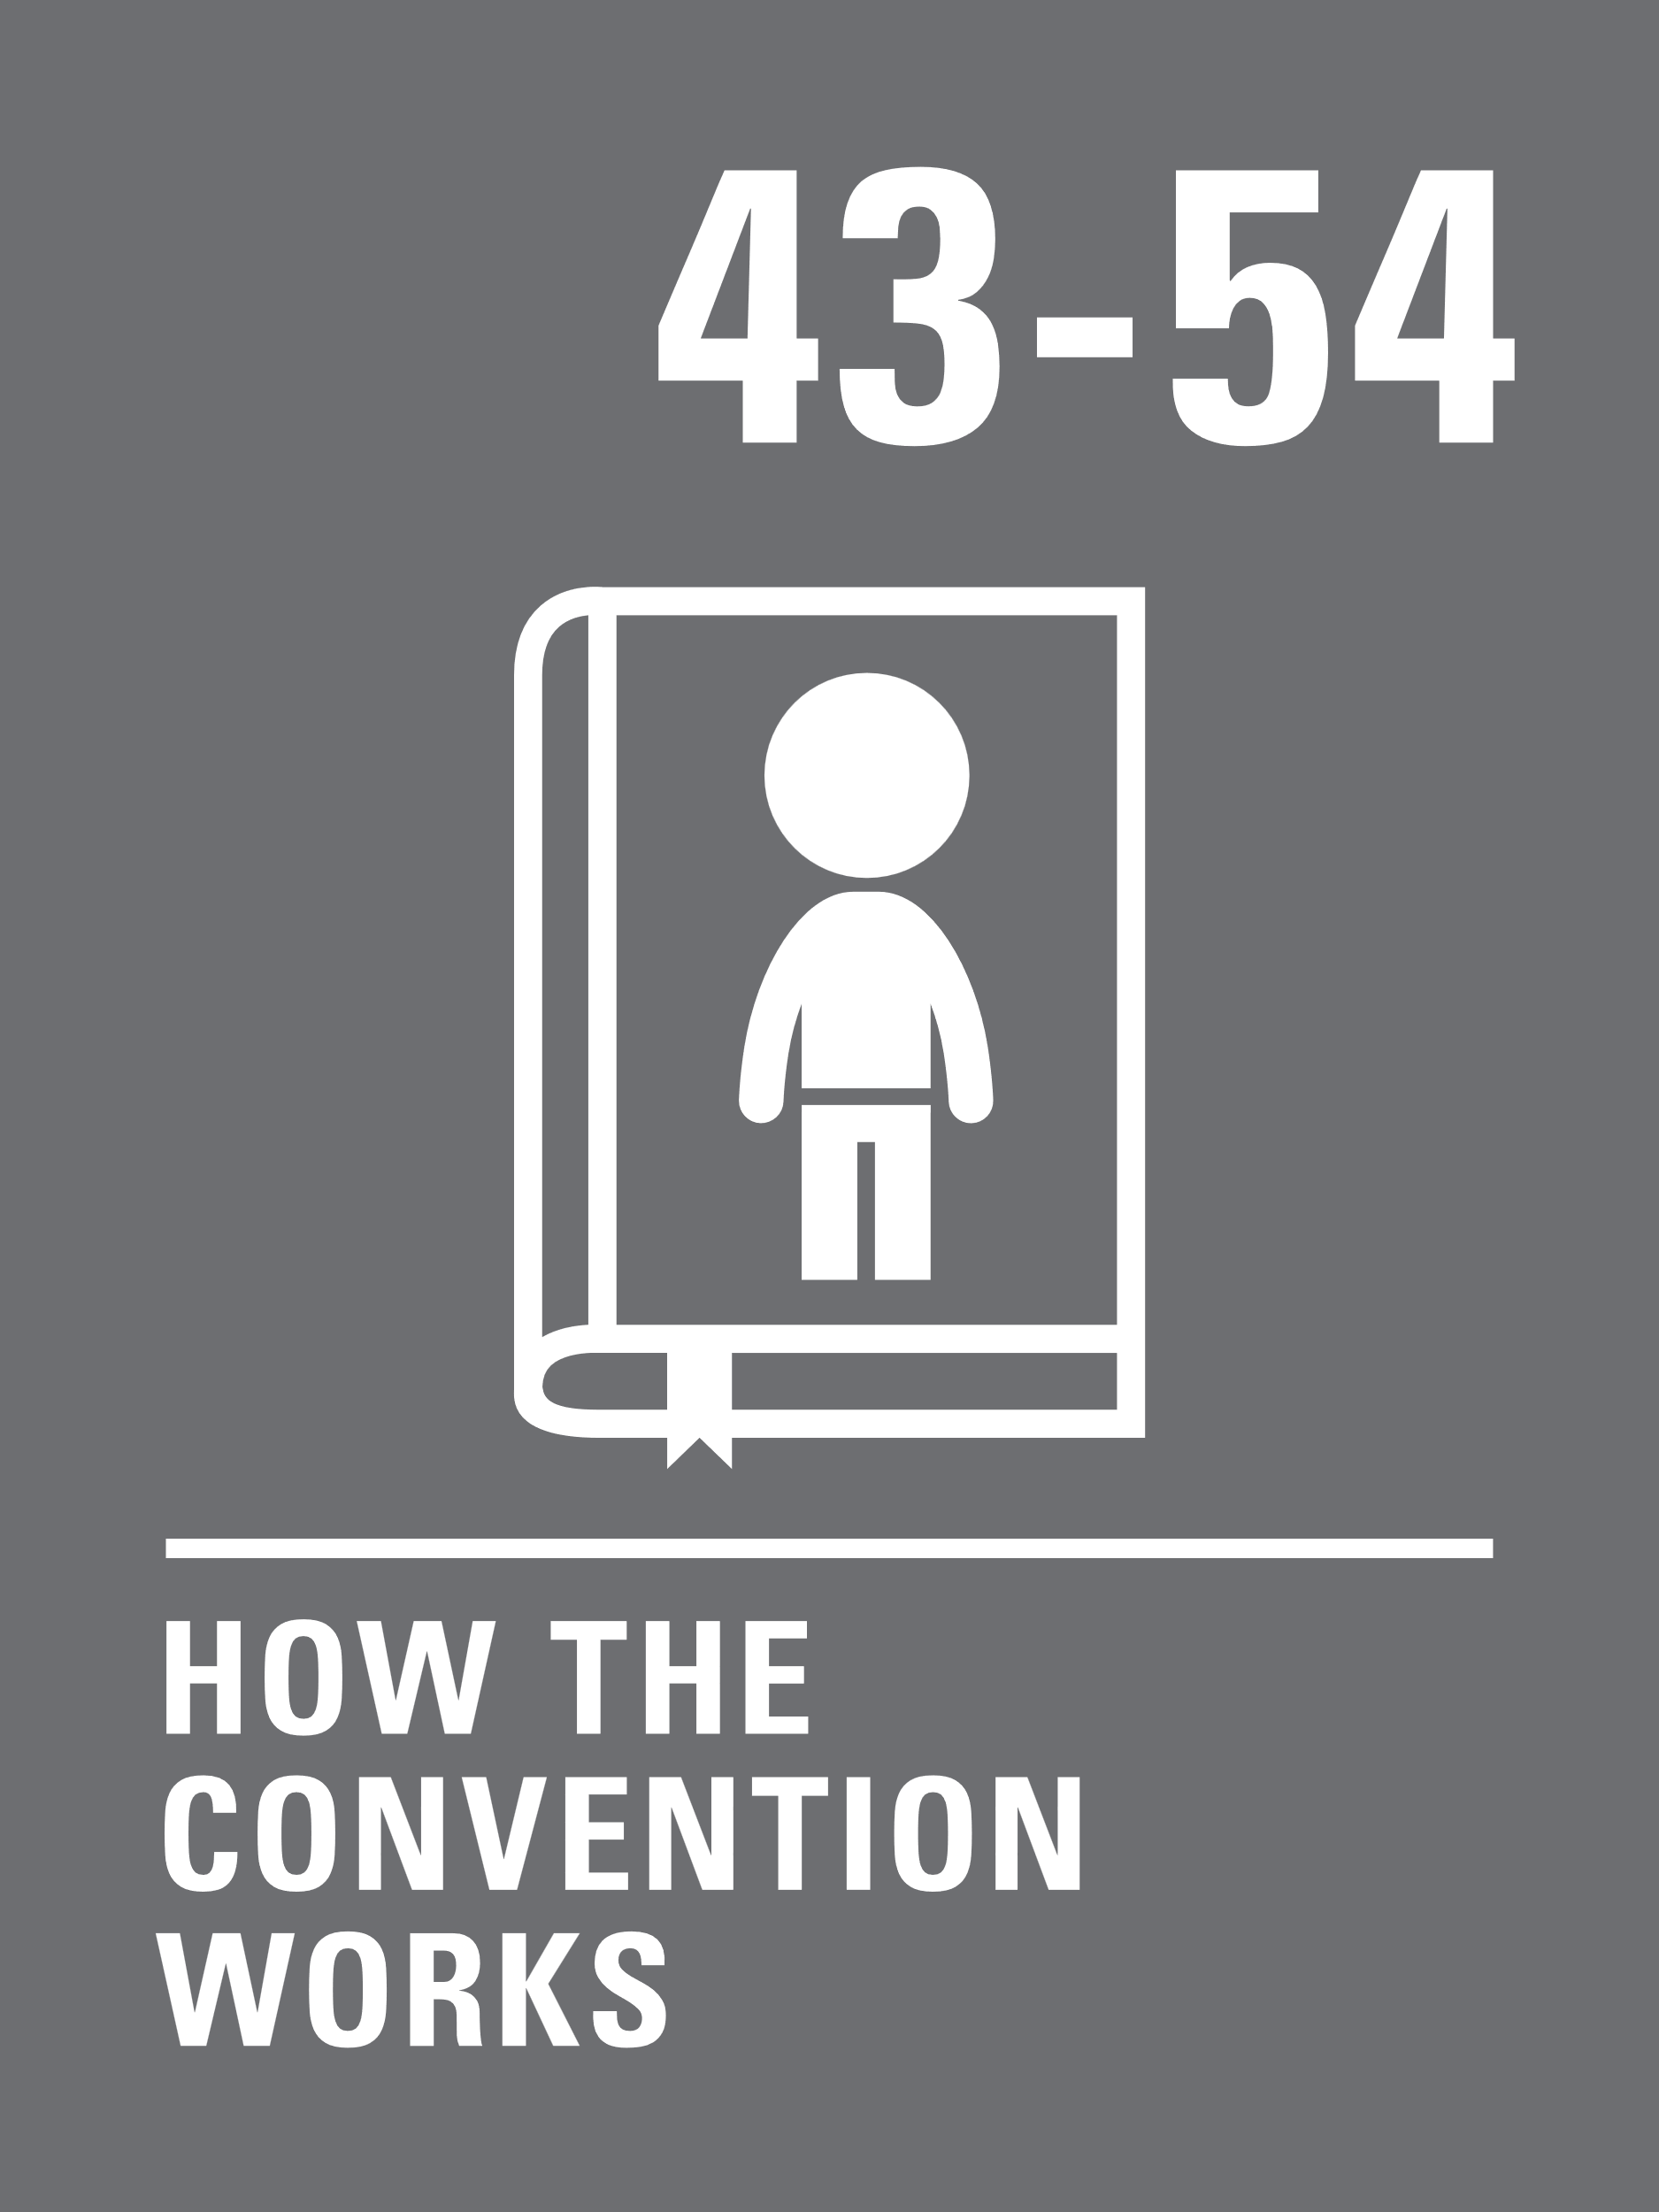 43-54
HOW THE
CONVENTION
WORKS